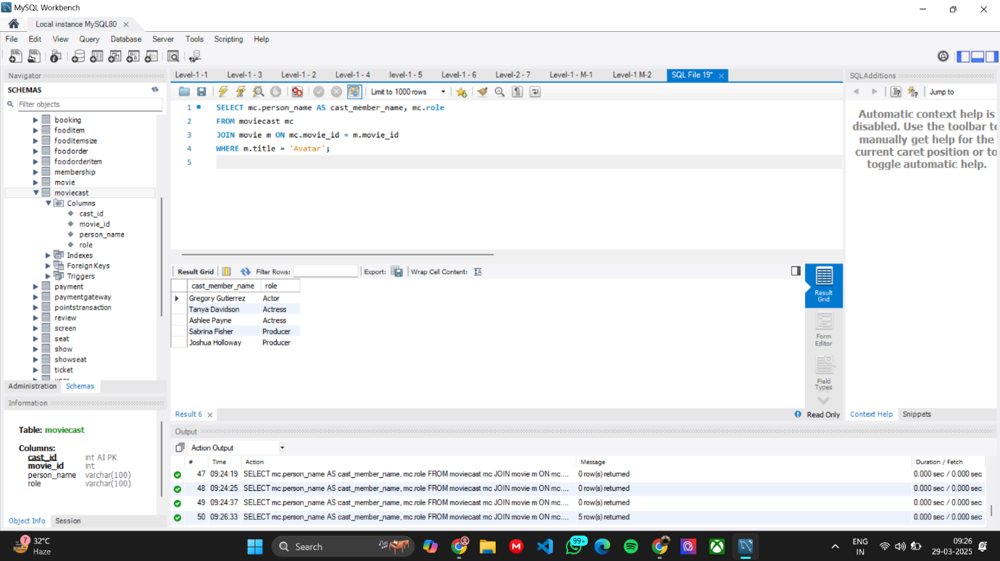 MySQL Workbench
Local instance MySQL80
File Edit View Query Database Server Tools Scripting Help
Navigator
SCHEMAS
Filter objects
booking
fooditem
fooditemsize
foodorder
foodorderitem
membership
movie
moviecast
Columns
cast_id
movie_id
person_name
role
Indexes
Foreign Keys
Triggers
payment
paymentgateway
pointstransaction
review
screen
seat
show
showseat
ticket
user
Administration Schemas
Information
Table: moviecast
Columns:
cast_id int AI PK
movie_id int
person_name varchar(100)
role varchar(100)
Object Info Session
Level-1 -1 Level-1 - 3 Level-1 - 2 Level-1 - 4 level-1 - 5 Level-1 - 6 Level-2 - 7 Level-1 - M-1 Level-1 M-2 SQL File 19*
Limit to 1000 rows
1 SELECT mc.person_name AS cast_member_name, mc.role
2 FROM moviecast mc
3 JOIN movie m ON mc.movie_id = m.movie_id
4 WHERE m.title = 'Avatar';
5
Result Grid Filter Rows: Export: Wrap Cell Content:
cast_member_name role
Gregory Gutierrez Actor
Tanya Davidson Actress
Ashlee Payne Actress
Sabrina Fisher Producer
Joshua Holloway Producer
Result Grid
Form Editor
Field Types
Result 6
Read Only
SQLAdditions
Jump to
Automatic context help is
disabled. Use the toolbar to
manually get help for the
current caret position or to
toggle automatic help.
Context Help Snippets
Output
Action Output
# Time Action Message Duration / Fetch
47 09:24:19 SELECT mc.person_name AS cast_member_name, mc.role FROM moviecast mc JOIN movie m ON mc.... 0 row(s) returned 0.000 sec / 0.000 sec
48 09:24:25 SELECT mc.person_name AS cast_member_name, mc.role FROM moviecast mc JOIN movie m ON mc.... 0 row(s) returned 0.000 sec / 0.000 sec
49 09:24:37 SELECT mc.person_name AS cast_member_name, mc.role FROM moviecast mc JOIN movie m ON mc.... 0 row(s) returned 0.000 sec / 0.000 sec
50 09:26:33 SELECT mc.person_name AS cast_member_name, mc.role FROM moviecast mc JOIN movie m ON mc.... 5 row(s) returned 0.000 sec / 0.000 sec
7
32°C
Haze
Search
99+
ENG
IN
09:26
29-03-2025